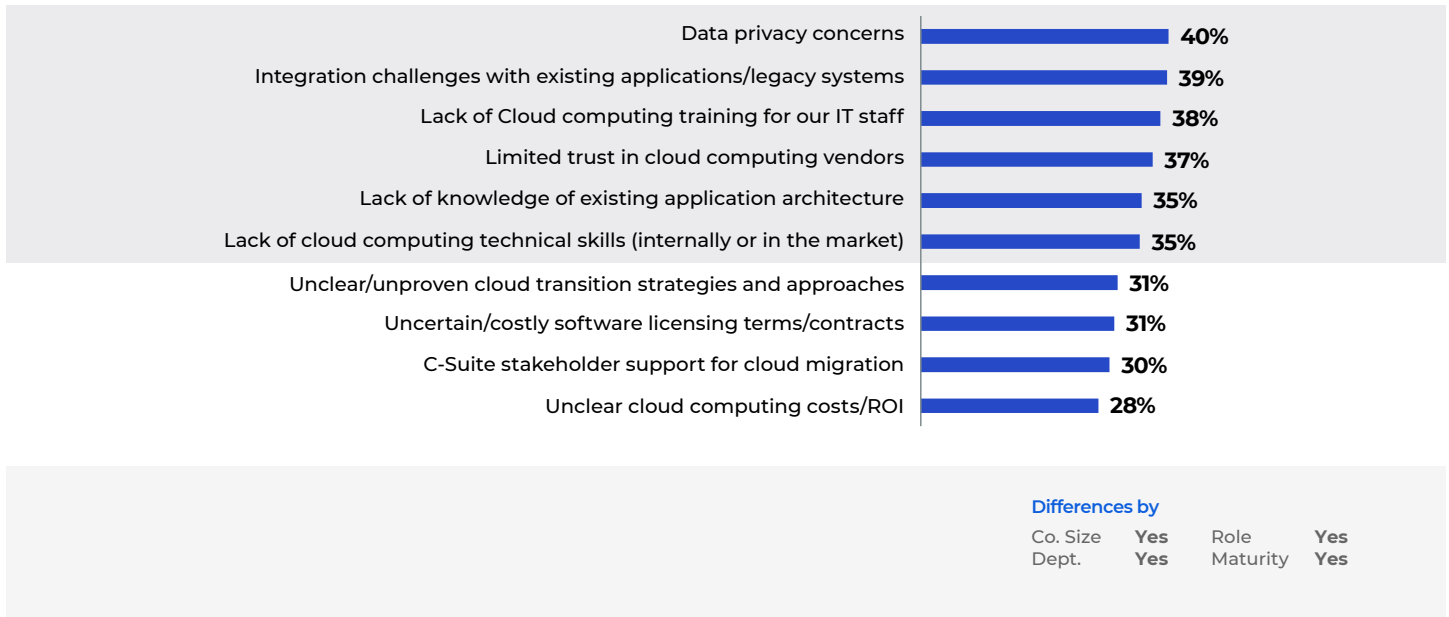 Data privacy concerns 40%
Integration challenges with existing applications/legacy systems 39%
Lack of Cloud computing training for our IT staff 38%
Limited trust in cloud computing vendors 37%
Lack of knowledge of existing application architecture 35%
Lack of cloud computing technical skills (internally or in the market) 35%
Unclear/unproven cloud transition strategies and approaches 31%
Uncertain/costly software licensing terms/contracts 31%
C-Suite stakeholder support for cloud migration 30%
Unclear cloud computing costs/ROI 28%
Differences by
Co. Size Yes Role Yes
Dept. Yes Maturity Yes